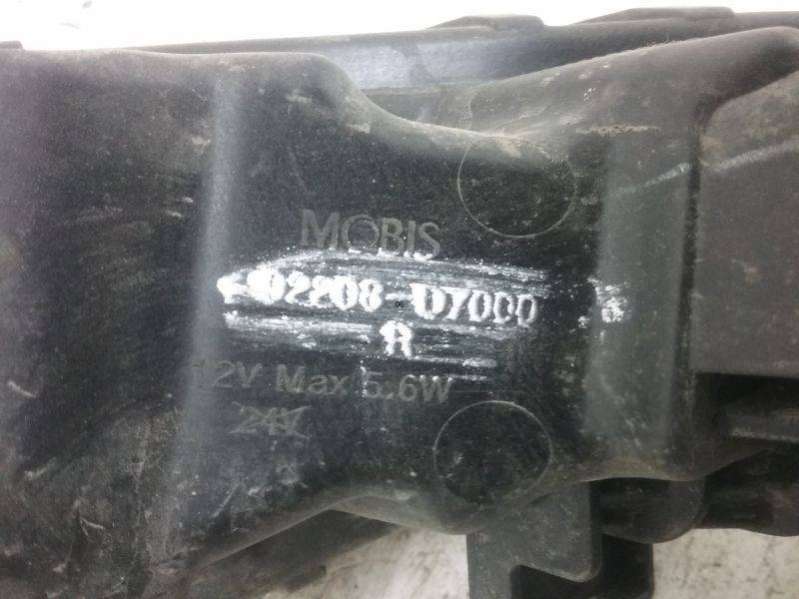 MOBIS
92208-D7000
R
12V Max 5.6W
24V